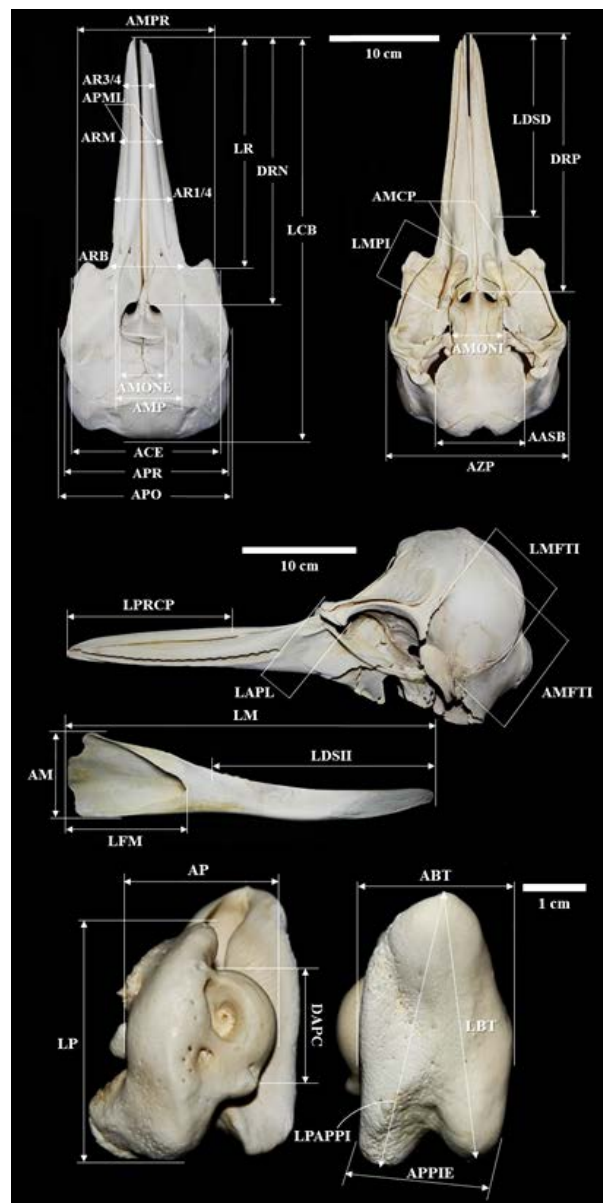 AMPR
10 cm
AR3/4
APML
ARM
LR
DRN
LCB
AR1/4
ARB
AMONE
AMP
ACE
APR
APO
LDSD
DRP
AMCP
LMPI
AMONI
AASB
AZP
10 cm
LMFTI
LPRCP
LAPL
AMFTI
LM
AM
LDSII
LFM
AP
ABT
1 cm
LP
DAPC
LBT
LPAPPI
APPIE